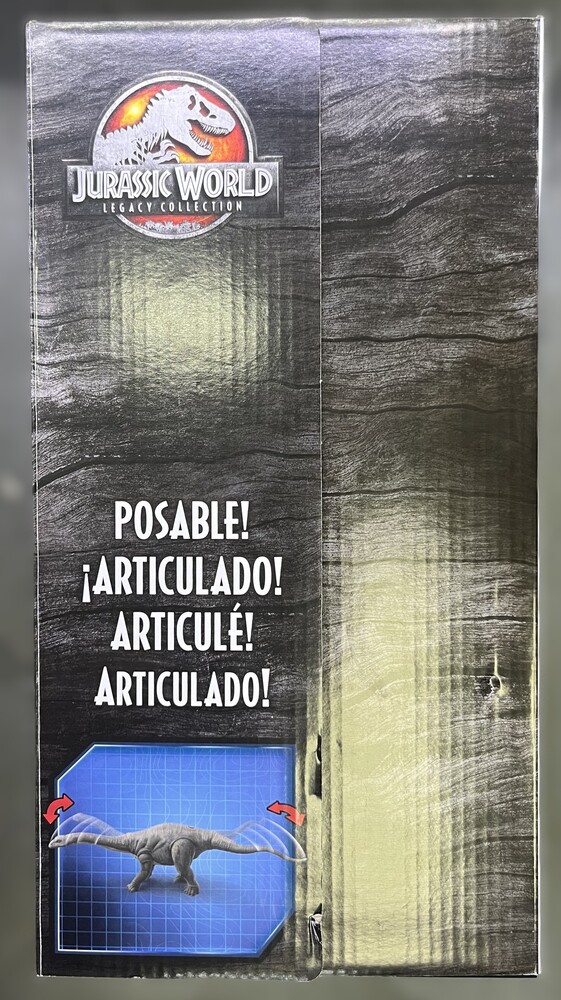 JURASSIC WORLD
LEGACY COLLECTION
POSABLE!
¡ARTICULADO!
ARTICULÉ!
ARTICULADO!